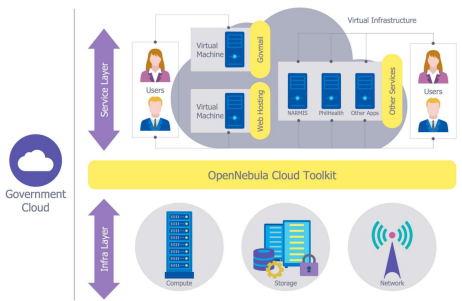 Virtual Infrastructure
Service Layer
Users
Virtual
Machine
Govmail
Virtual
Machine
Web Hosting
NARMIS
PhilHealth
Other Apps
Other Services
Users
Government
Cloud
OpenNebula Cloud Toolkit
Infra Layer
Compute
Storage
Network